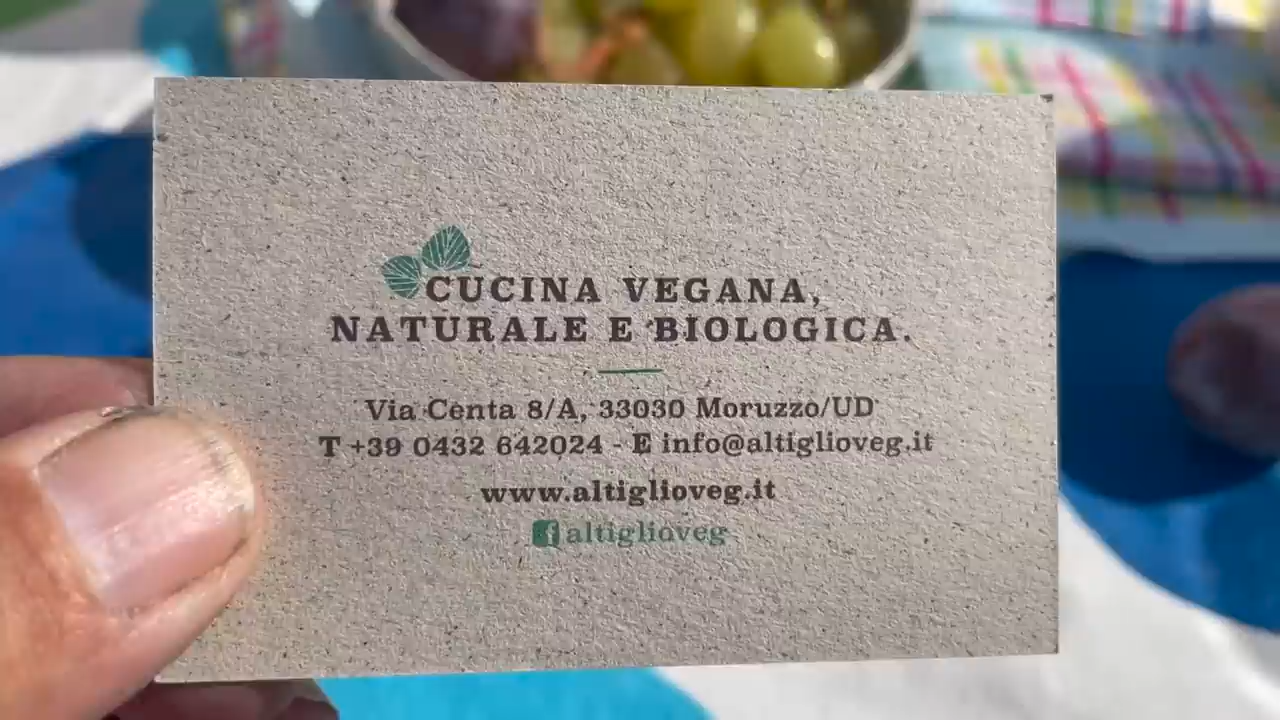 CUCINA VEGANA,
NATURALE E BIOLOGICA.
Via Centa 8/A, 33030 Moruzzo/UD
T +39 0432 642024 - E info@altiglioveg.it
www.altiglioveg.it
altiglioveg